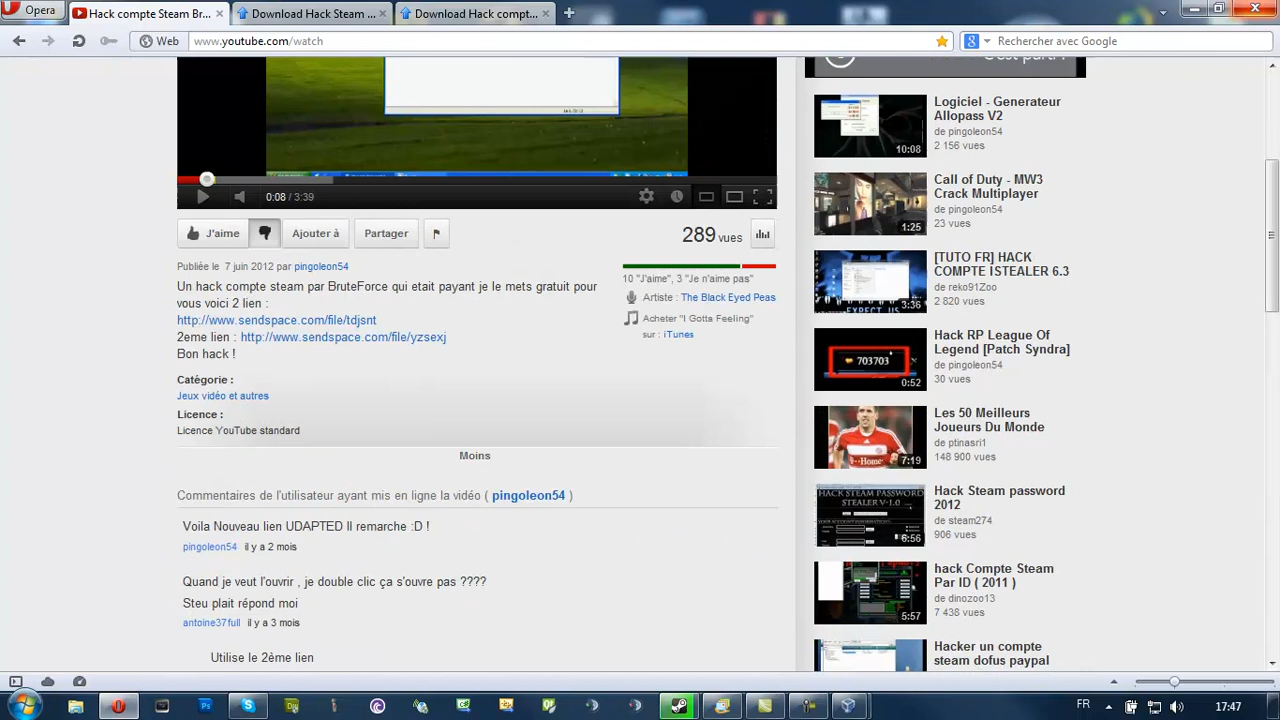 Opera
Hack compte Steam Br...
Download Hack Steam ...
Download Hack compt...
Web
www.youtube.com/watch
Rechercher avec Google
C'est parti !
0:08 / 3:39
J'aime
Ajouter à
Partager
289 vues
Publiée le 7 juin 2012 par pingoleon54
10 "J'aime", 3 "Je n'aime pas"
Un hack compte steam par BruteForce qui etait payant je le mets gratuit pour
vous voici 2 lien :
http://www.sendspace.com/file/tdjsnt
2eme lien : http://www.sendspace.com/file/yzsexj
Bon hack !
Artiste : The Black Eyed Peas
Acheter "I Gotta Feeling"
sur : iTunes
Catégorie :
Jeux vidéo et autres
Licence :
Licence YouTube standard
Moins
Commentaires de l'utilisateur ayant mis en ligne la vidéo ( pingoleon54 )
Voila Nouveau lien UDAPTED Il remarche :D !
pingoleon54 il y a 2 mois
Quand je veut l'ouvrir , je double clic ça s'ouvre pas ????
Steu plait répond moi
antoine37full il y a 3 mois
Utilise le 2ème lien
10:08
Logiciel - Generateur
Allopass V2
de pingoleon54
2 156 vues
1:25
Call of Duty - MW3
Crack Multiplayer
de pingoleon54
23 vues
EXPECT US
3:36
[TUTO FR] HACK
COMPTE ISTEALER 6.3
de reko91Zoo
2 820 vues
703703
0:52
Hack RP League Of
Legend [Patch Syndra]
de pingoleon54
30 vues
T-Home
7:19
Les 50 Meilleurs
Joueurs Du Monde
de ptinasri1
148 900 vues
HACK STEAM PASSWORD
STEALER V-1.0
6:56
Hack Steam password
2012
de steam274
906 vues
5:57
hack Compte Steam
Par ID ( 2011 )
de dinozoo13
7 438 vues
Hacker un compte
steam dofus paypal
FR
17:47